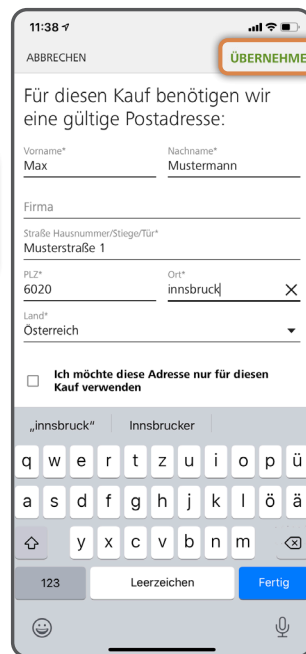 11:38
ABBRECHEN
ÜBERNEHME
Für diesen Kauf benötigen wir
eine gültige Postadresse:
Vorname* Nachname*
Max Mustermann
Firma
Straße Hausnummer/Stiege/Tür*
Musterstraße 1
PLZ* Ort*
6020 innsbruck
Land*
Österreich
Ich möchte diese Adresse nur für diesen
Kauf verwenden
„innsbruck“ Innsbrucker
q w e r t z u i o p ü
a s d f g h j k l ö ä
y x c v b n m
123 Leerzeichen Fertig